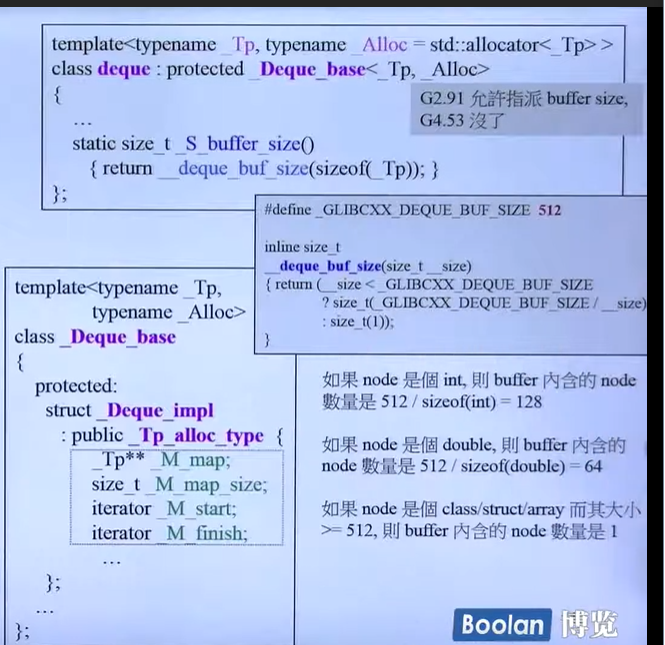 template<typename _Tp, typename _Alloc = std::allocator<_Tp> >
class deque : protected _Deque_base<_Tp, _Alloc>
{
G2.91 允許指派 buffer size,
G4.53 沒了
...
static size_t _S_buffer_size()
{ return __deque_buf_size(sizeof(_Tp)); }
};
#define _GLIBCXX_DEQUE_BUF_SIZE 512
inline size_t
__deque_buf_size(size_t __size)
{ return (__size < _GLIBCXX_DEQUE_BUF_SIZE
? size_t(_GLIBCXX_DEQUE_BUF_SIZE / __size)
: size_t(1));
}
template<typename _Tp,
typename _Alloc>
class _Deque_base
{
protected:
struct _Deque_impl
: public _Tp_alloc_type {
_Tp** _M_map;
size_t _M_map_size;
iterator _M_start;
iterator _M_finish;
...
};
...
};
如果 node 是個 int, 則 buffer 內含的 node
數量是 512 / sizeof(int) = 128
如果 node 是個 double, 則 buffer 內含的
node 數量是 512 / sizeof(double) = 64
如果 node 是個 class/struct/array 而其大小
>= 512, 則 buffer 內含的 node 數量是 1
Boolan 博览